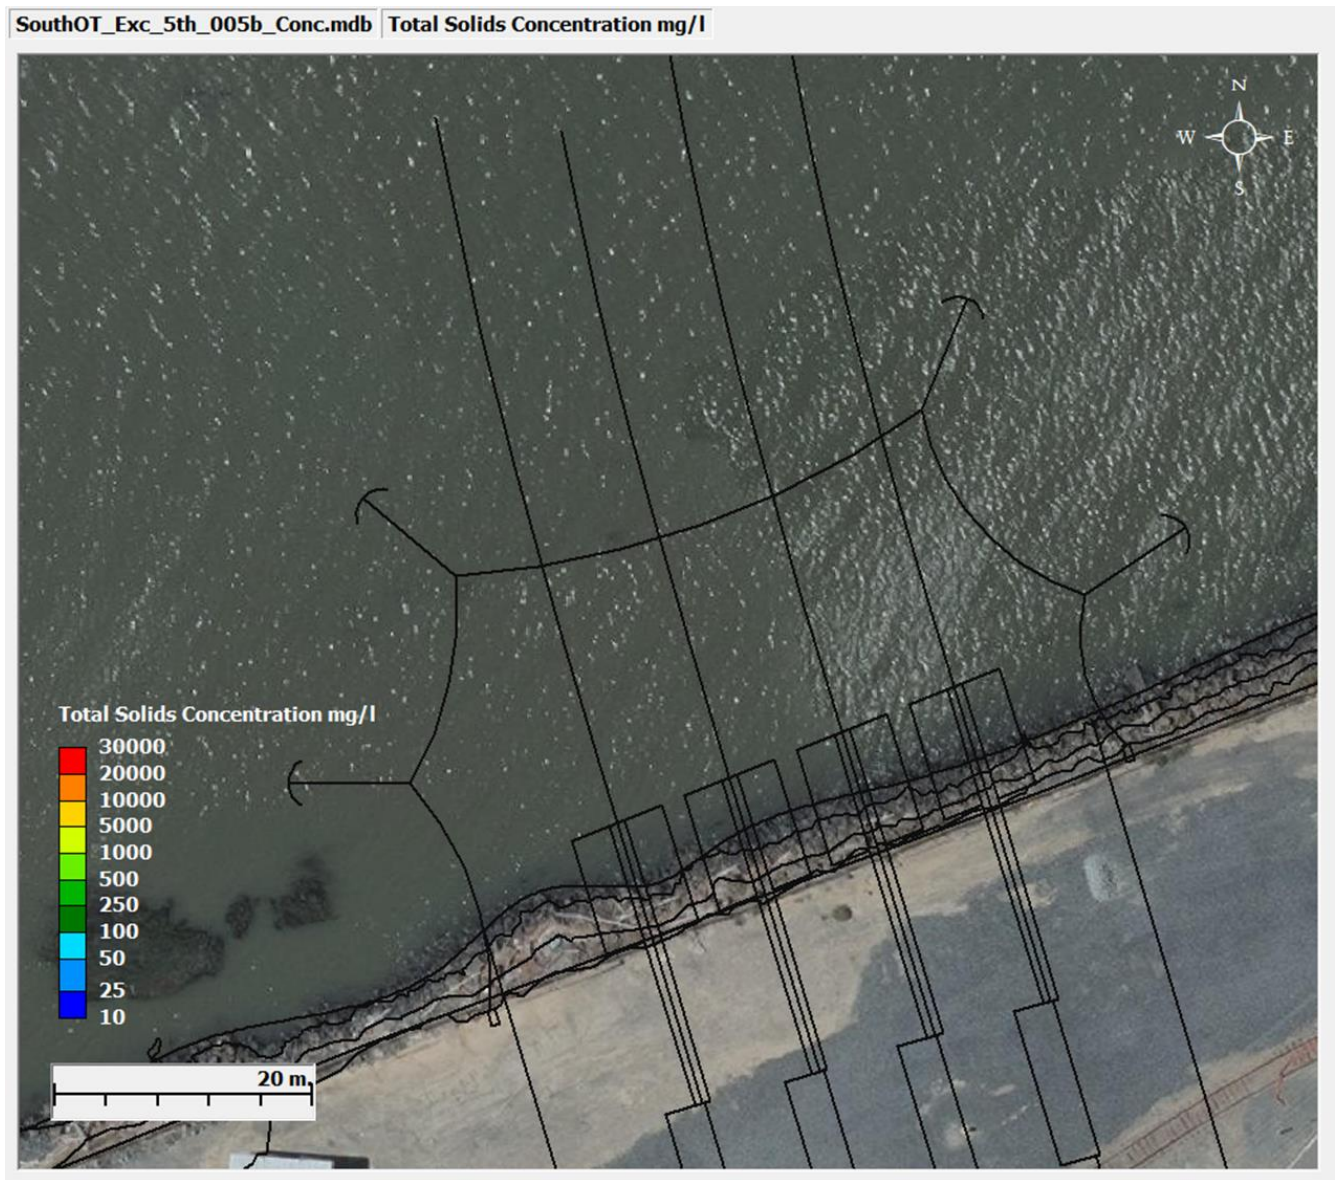 SouthOT_Exc_5th_005b_Conc.mdb Total Solids Concentration mg/l
N
W E
S
Total Solids Concentration mg/l
30000
20000
10000
5000
1000
500
250
100
50
25
10
20 m